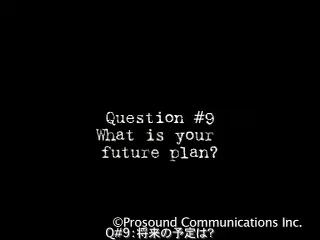 Question #9
What is your
future plan?
©Prosound Communications Inc.
Q#9:将来の予定は?